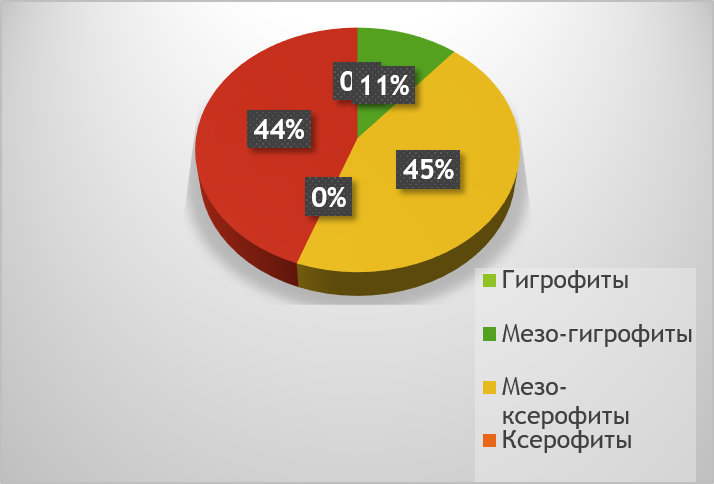 0
11%
44%
45%
0%
Гигрофиты
Мезо-гигрофиты
Мезо-
ксерофиты
Ксерофиты